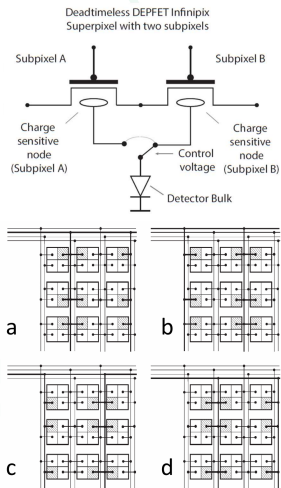 Deadtimeless DEPFET Infinipix
Superpixel with two subpixels
Subpixel A
Subpixel B
Charge
sensitive
node
(Subpixel A)
Control
voltage
Charge
sensitive
node
(Subpixel B)
Detector Bulk
a
b
c
d